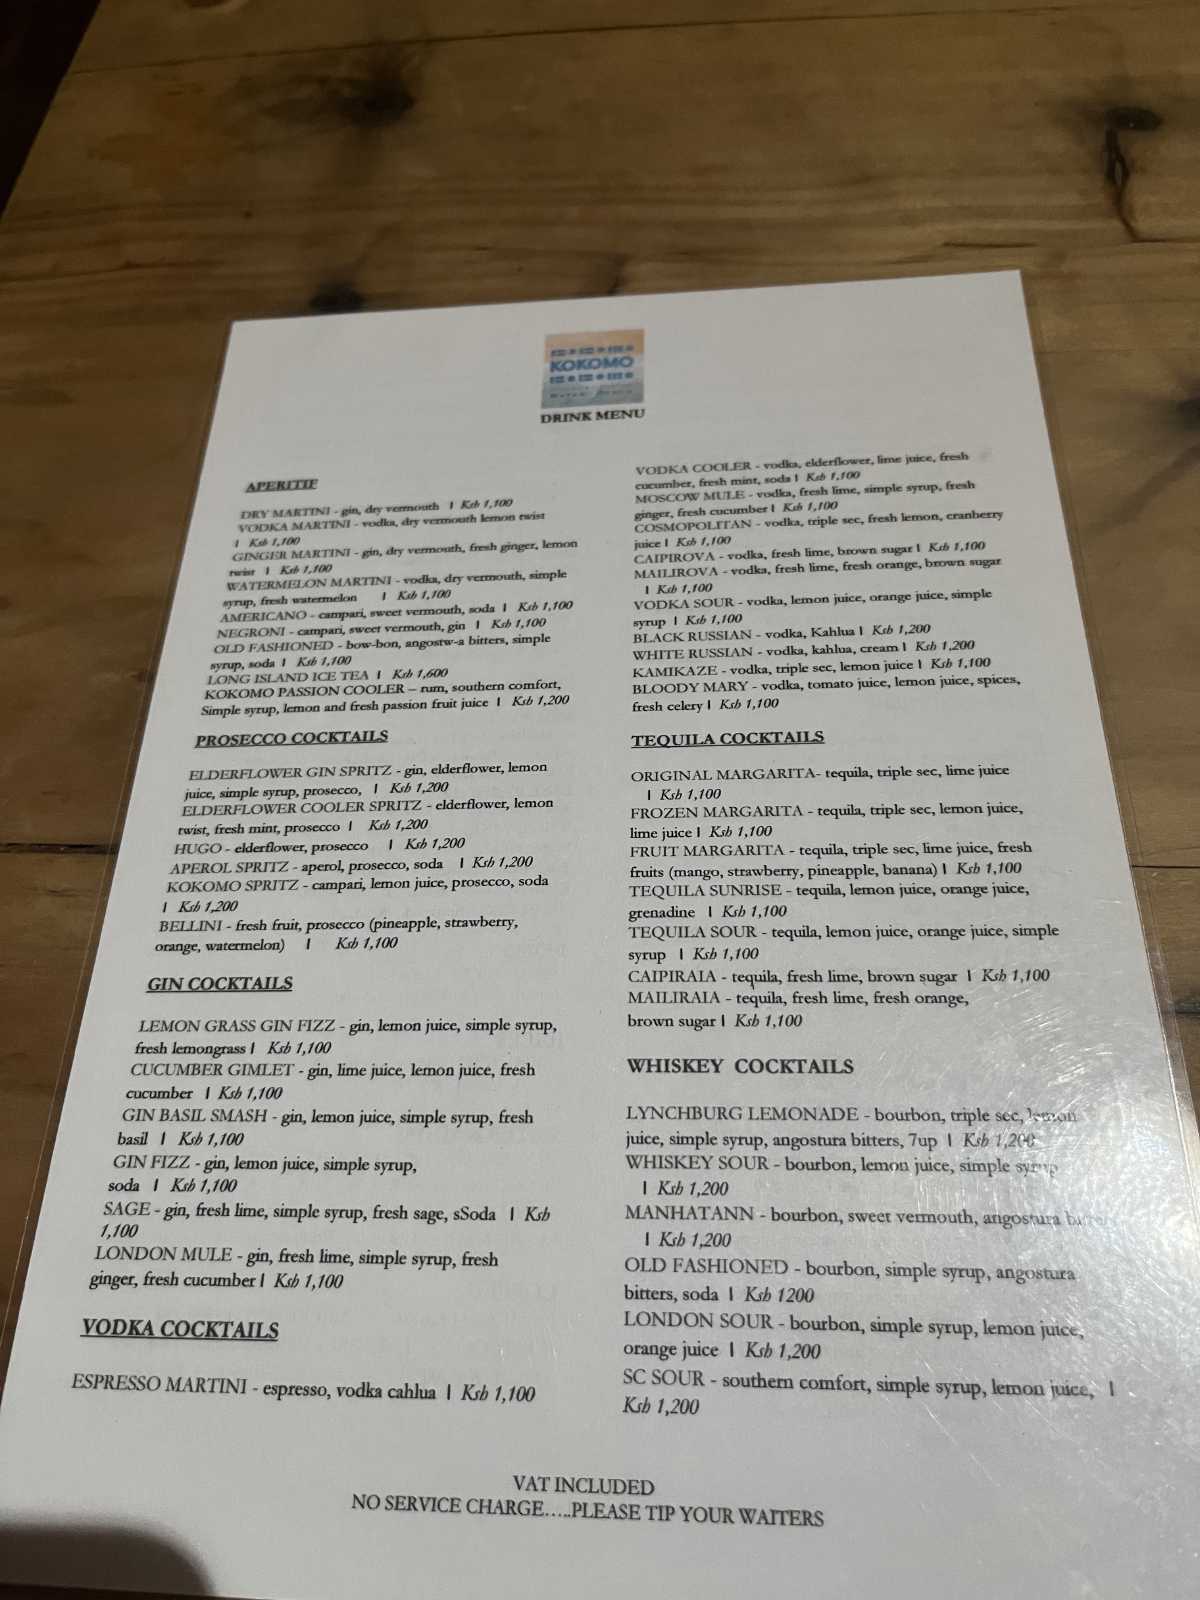 KOKOMO
DRINK MENU
APERITIF
DRY MARTINI - gin, dry vermouth I Ksh 1,100
VODKA MARTINI - vodka, dry vermouth lemon twist
I Ksh 1,100
GINGER MARTINI - gin, dry vermouth, fresh ginger, lemon
twist I Ksh 1,100
WATERMELON MARTINI - vodka, dry vermouth, simple
syrup, fresh watermelon I Ksh 1,100
AMERICANO - campari, sweet vermouth, soda I Ksh 1,100
NEGRONI - campari, sweet vermouth, gin I Ksh 1,100
OLD FASHIONED - bow-bon, angostw-a bitters, simple
syrup, soda I Ksh 1,100
LONG ISLAND ICE TEA I Ksh 1,600
KOKOMO PASSION COOLER – rum, southern comfort,
Simple syrup, lemon and fresh passion fruit juice I Ksh 1,200
PROSECCO COCKTAILS
ELDERFLOWER GIN SPRITZ - gin, elderflower, lemon
juice, simple syrup, prosecco, I Ksh 1,200
ELDERFLOWER COOLER SPRITZ - elderflower, lemon
twist, fresh mint, prosecco I Ksh 1,200
HUGO - elderflower, prosecco I Ksh 1,200
APEROL SPRITZ - aperol, prosecco, soda I Ksh 1,200
KOKOMO SPRITZ - campari, lemon juice, prosecco, soda
I Ksh 1,200
BELLINI - fresh fruit, prosecco (pineapple, strawberry,
orange, watermelon) I Ksh 1,100
GIN COCKTAILS
LEMON GRASS GIN FIZZ - gin, lemon juice, simple syrup,
fresh lemongrass I Ksh 1,100
CUCUMBER GIMLET - gin, lime juice, lemon juice, fresh
cucumber I Ksh 1,100
GIN BASIL SMASH - gin, lemon juice, simple syrup, fresh
basil I Ksh 1,100
GIN FIZZ - gin, lemon juice, simple syrup,
soda I Ksh 1,100
SAGE - gin, fresh lime, simple syrup, fresh sage, sSoda I Ksh
1,100
LONDON MULE - gin, fresh lime, simple syrup, fresh
ginger, fresh cucumber I Ksh 1,100
VODKA COCKTAILS
ESPRESSO MARTINI - espresso, vodka cahlua I Ksh 1,100
VODKA COOLER - vodka, elderflower, lime juice, fresh
cucumber, fresh mint, soda I Ksh 1,100
MOSCOW MULE - vodka, fresh lime, simple syrup, fresh
ginger, fresh cucumber I Ksh 1,100
COSMOPOLITAN - vodka, triple sec, fresh lemon, cranberry
juice I Ksh 1,100
CAIPIROVA - vodka, fresh lime, brown sugar I Ksh 1,100
MAILIROVA - vodka, fresh lime, fresh orange, brown sugar
I Ksh 1,100
VODKA SOUR - vodka, lemon juice, orange juice, simple
syrup I Ksh 1,100
BLACK RUSSIAN - vodka, Kahlua I Ksh 1,200
WHITE RUSSIAN - vodka, kahlua, cream I Ksh 1,200
KAMIKAZE - vodka, triple sec, lemon juice I Ksh 1,100
BLOODY MARY - vodka, tomato juice, lemon juice, spices,
fresh celery I Ksh 1,100
TEQUILA COCKTAILS
ORIGINAL MARGARITA- tequila, triple sec, lime juice
I Ksh 1,100
FROZEN MARGARITA - tequila, triple sec, lemon juice,
lime juice I Ksh 1,100
FRUIT MARGARITA - tequila, triple sec, lime juice, fresh
fruits (mango, strawberry, pineapple, banana) I Ksh 1,100
TEQUILA SUNRISE - tequila, lemon juice, orange juice,
grenadine I Ksh 1,100
TEQUILA SOUR - tequila, lemon juice, orange juice, simple
syrup I Ksh 1,100
CAIPIRAIA - tequila, fresh lime, brown sugar I Ksh 1,100
MAILIRAIA - tequila, fresh lime, fresh orange,
brown sugar I Ksh 1,100
WHISKEY COCKTAILS
LYNCHBURG LEMONADE - bourbon, triple sec, lemon
juice, simple syrup, angostura bitters, 7up I Ksh 1,200
WHISKEY SOUR - bourbon, lemon juice, simple syrup
I Ksh 1,200
MANHATANN - bourbon, sweet vermouth, angostura
I Ksh 1,200
OLD FASHIONED - bourbon, simple syrup, angostura
bitters, soda I Ksh 1200
LONDON SOUR - bourbon, simple syrup, lemon juice,
orange juice I Ksh 1,200
SC SOUR - southern comfort, simple syrup, lemon juice, I
Ksh 1,200
VAT INCLUDED
NO SERVICE CHARGE.....PLEASE TIP YOUR WAITERS